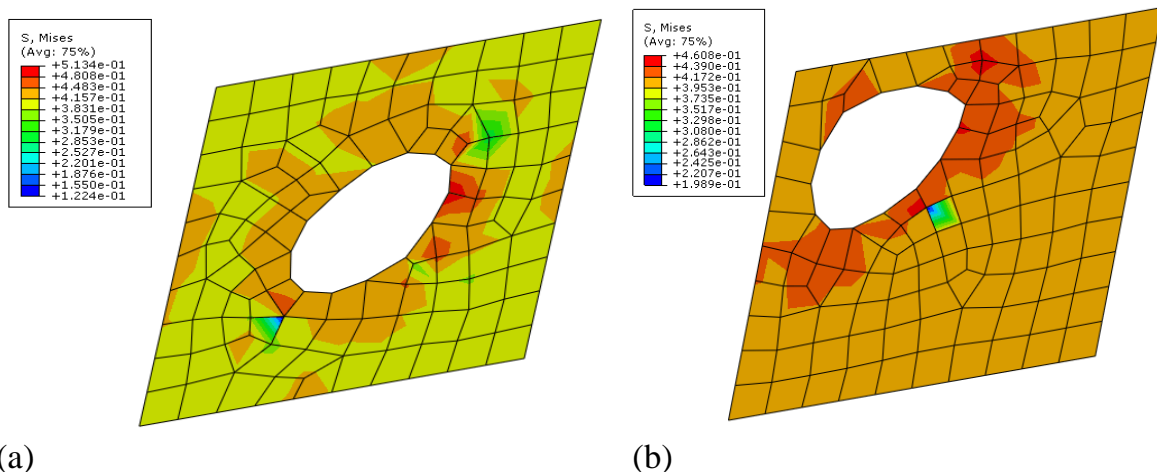 S, Mises
(Avg: 75%)
+5.134e-01
+4.808e-01
+4.483e-01
+4.157e-01
+3.831e-01
+3.505e-01
+3.179e-01
+2.853e-01
+2.527e-01
+2.201e-01
+1.876e-01
+1.550e-01
+1.224e-01
S, Mises
(Avg: 75%)
+4.608e-01
+4.390e-01
+4.172e-01
+3.953e-01
+3.735e-01
+3.517e-01
+3.298e-01
+3.080e-01
+2.862e-01
+2.643e-01
+2.425e-01
+2.207e-01
+1.989e-01
(a)
(b)